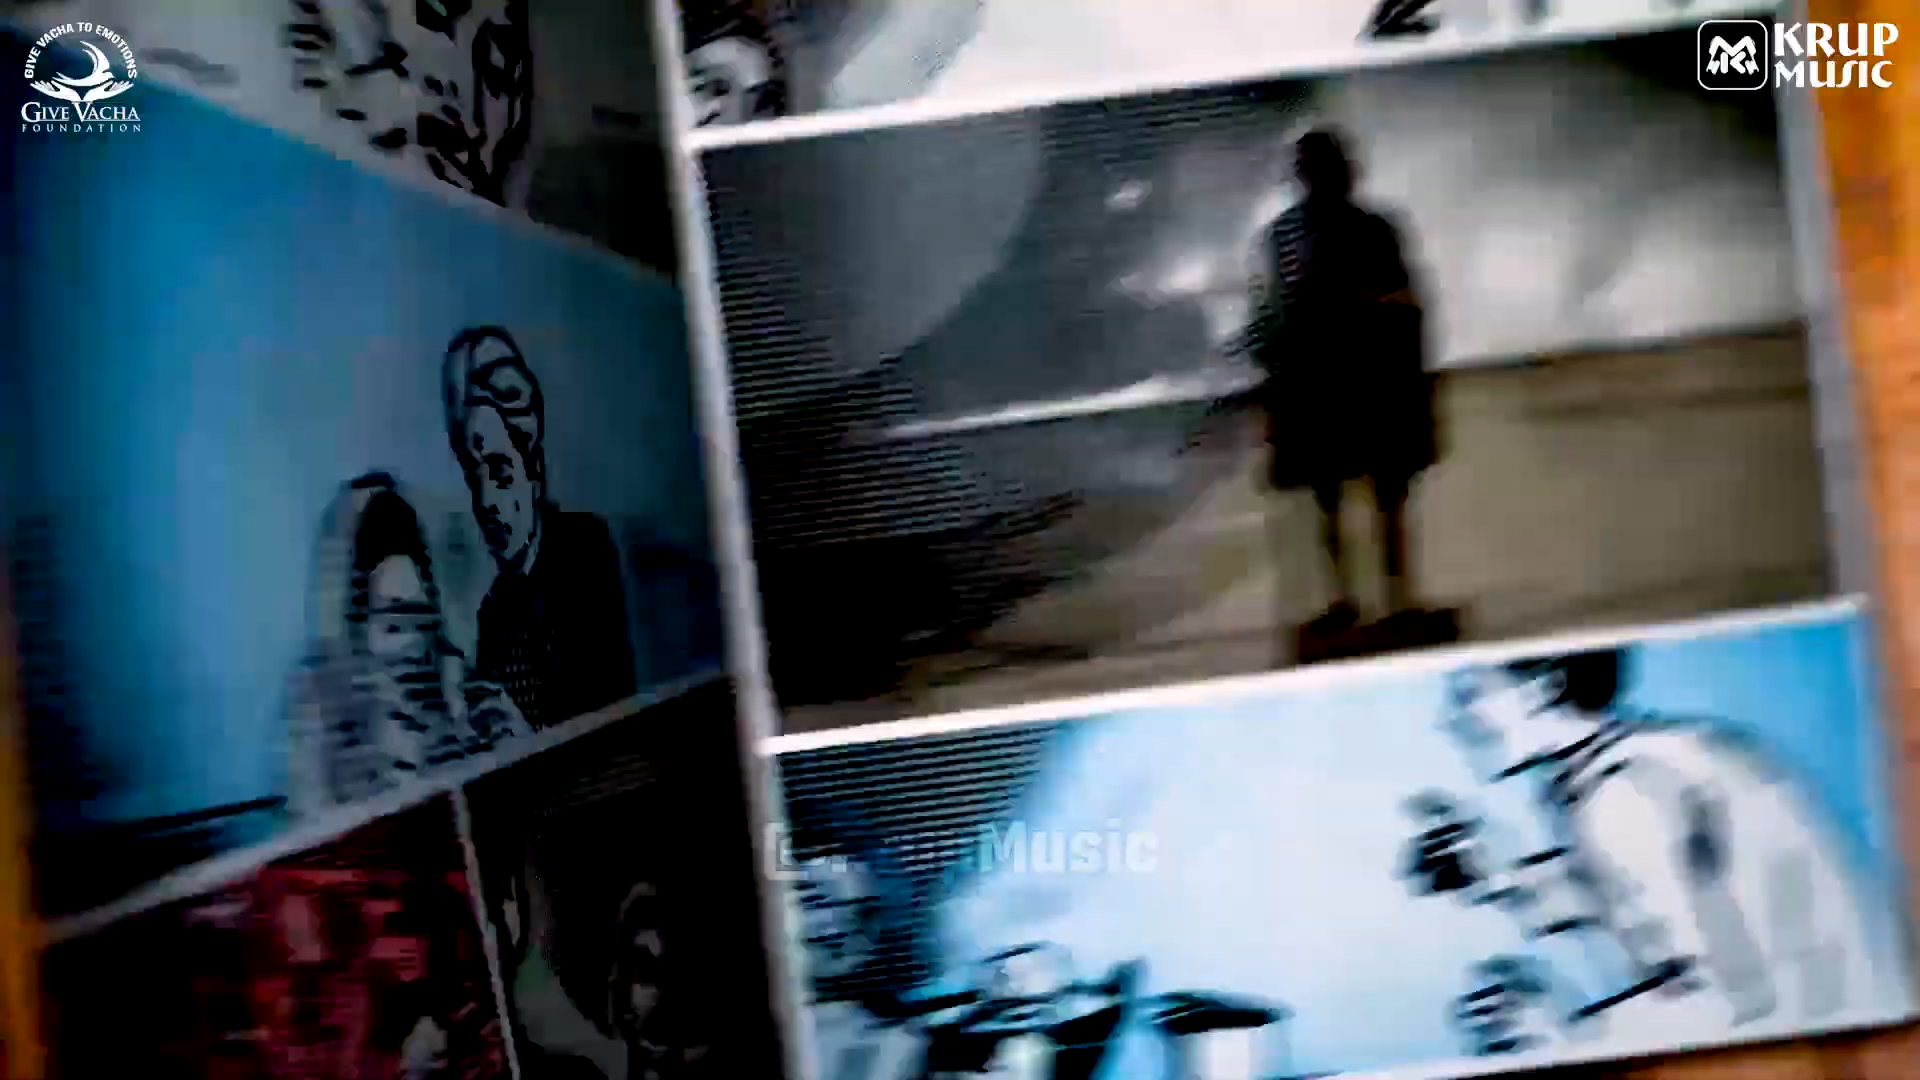 GIVE VACHA TO EMOTIONS
GIVE VACHA
FOUNDATION
KRUP
MUSIC
Music